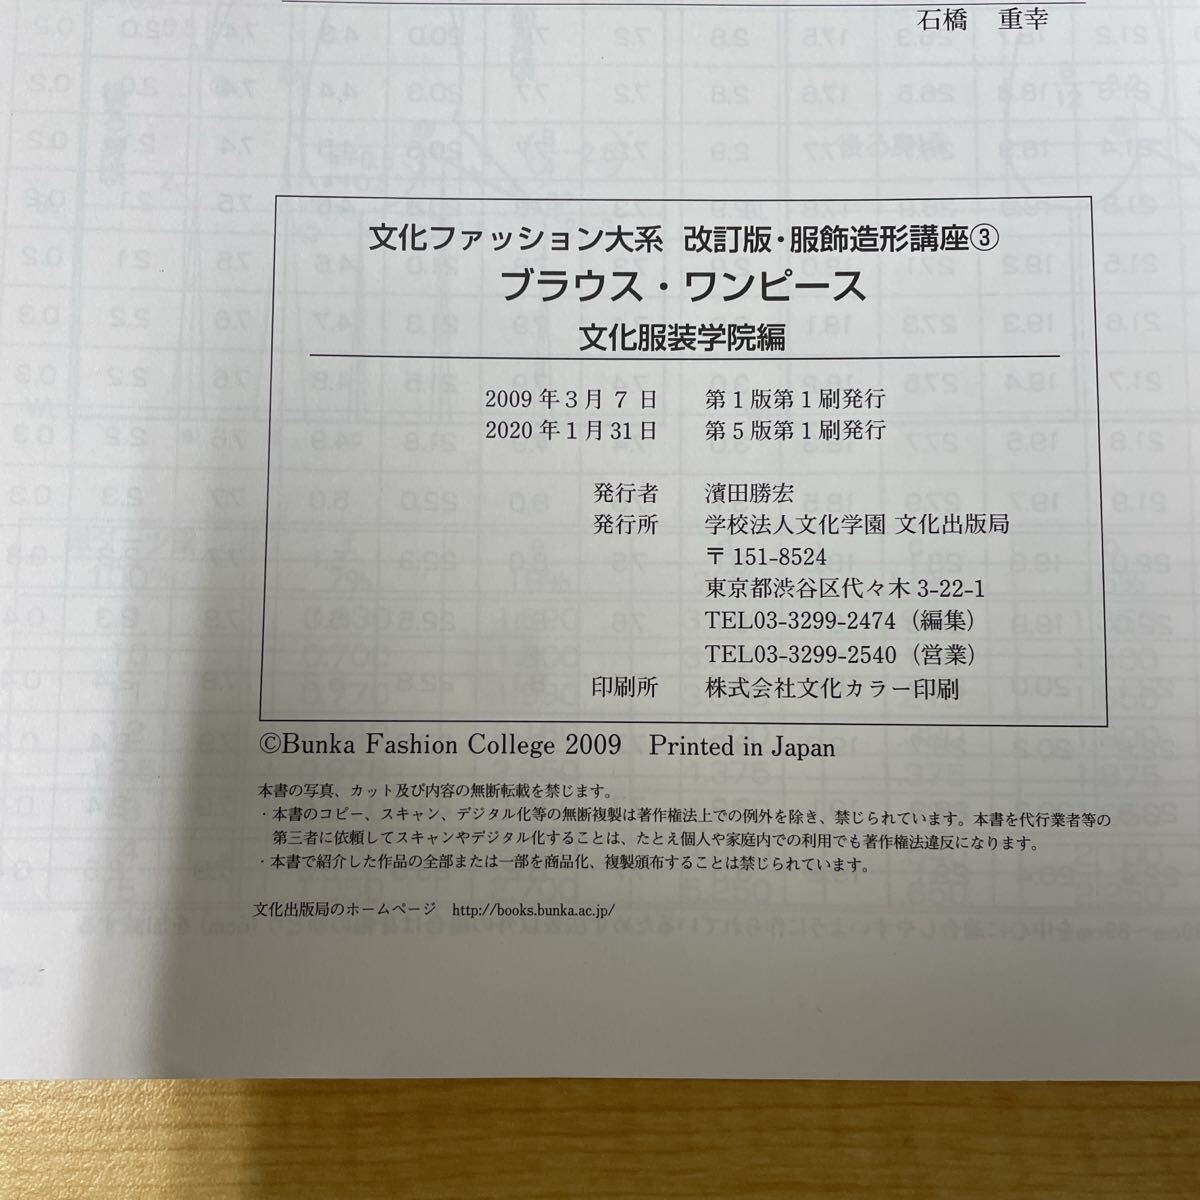 石橋　重幸
文化ファッション大系 改訂版・服飾造形講座③
ブラウス・ワンピース
文化服装学院編
2009年3月7日　第1版第1刷発行
2020年1月31日　第5版第1刷発行
発行者　濱田勝宏
発行所　学校法人文化学園 文化出版局
〒151-8524
東京都渋谷区代々木3-22-1
TEL03-3299-2474（編集）
TEL03-3299-2540（営業）
印刷所　株式会社文化カラー印刷
©Bunka Fashion College 2009　Printed in Japan
本書の写真、カット及び内容の無断転載を禁じます。
・本書のコピー、スキャン、デジタル化等の無断複製は著作権法上での例外を除き、禁じられています。本書を代行業者等の
第三者に依頼してスキャンやデジタル化することは、たとえ個人や家庭内での利用でも著作権法違反になります。
・本書で紹介した作品の全部または一部を商品化、複製頒布することは禁じられています。
文化出版局のホームページ　http://books.bunka.ac.jp/